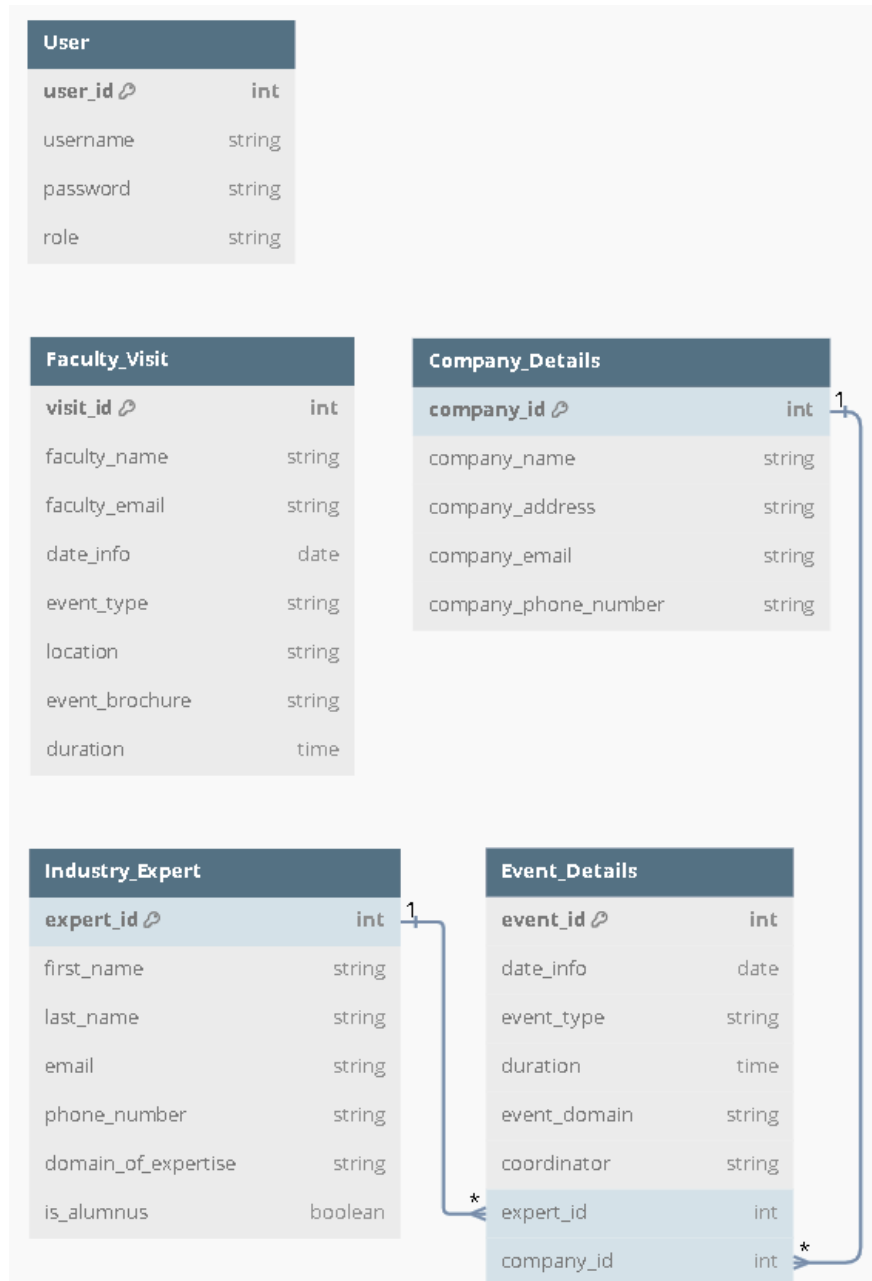 User
user_id int
username string
password string
role string
Faculty_Visit
visit_id int
faculty_name string
faculty_email string
date_info date
event_type string
location string
event_brochure string
duration time
Company_Details
company_id int 1
company_name string
company_address string
company_email string
company_phone_number string
Industry_Expert
expert_id int 1
first_name string
last_name string
email string
phone_number string
domain_of_expertise string
is_alumnus boolean
Event_Details
event_id int
date_info date
event_type string
duration time
event_domain string
coordinator string
* expert_id int
company_id int *